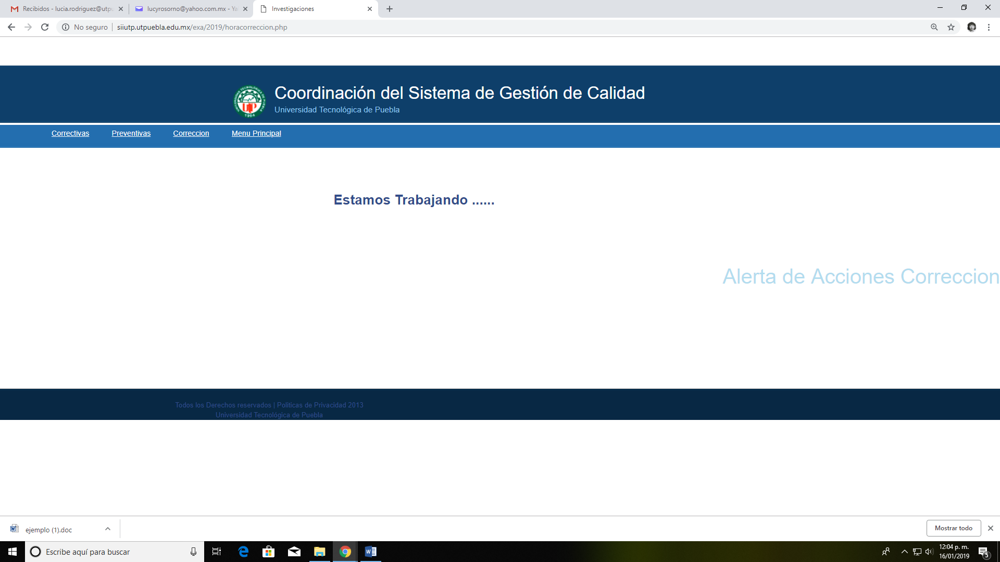 Recibidos - lucia.rodriguez@utpu
lucyrosorno@yahoo.com.mx - Ya
Investigaciones
No seguro
siiutp.utpuebla.edu.mx/exa/2019/horacorreccion.php
Coordinación del Sistema de Gestión de Calidad
Universidad Tecnológica de Puebla
Correctivas
Preventivas
Correccion
Menu Principal
Estamos Trabajando ......
Alerta de Acciones Correccion
Todos los Derechos reservados | Politicas de Privacidad 2013
Universidad Tecnológica de Puebla
ejemplo (1).doc
Mostrar todo
Escribe aquí para buscar
12:04 p. m.
16/01/2019
5